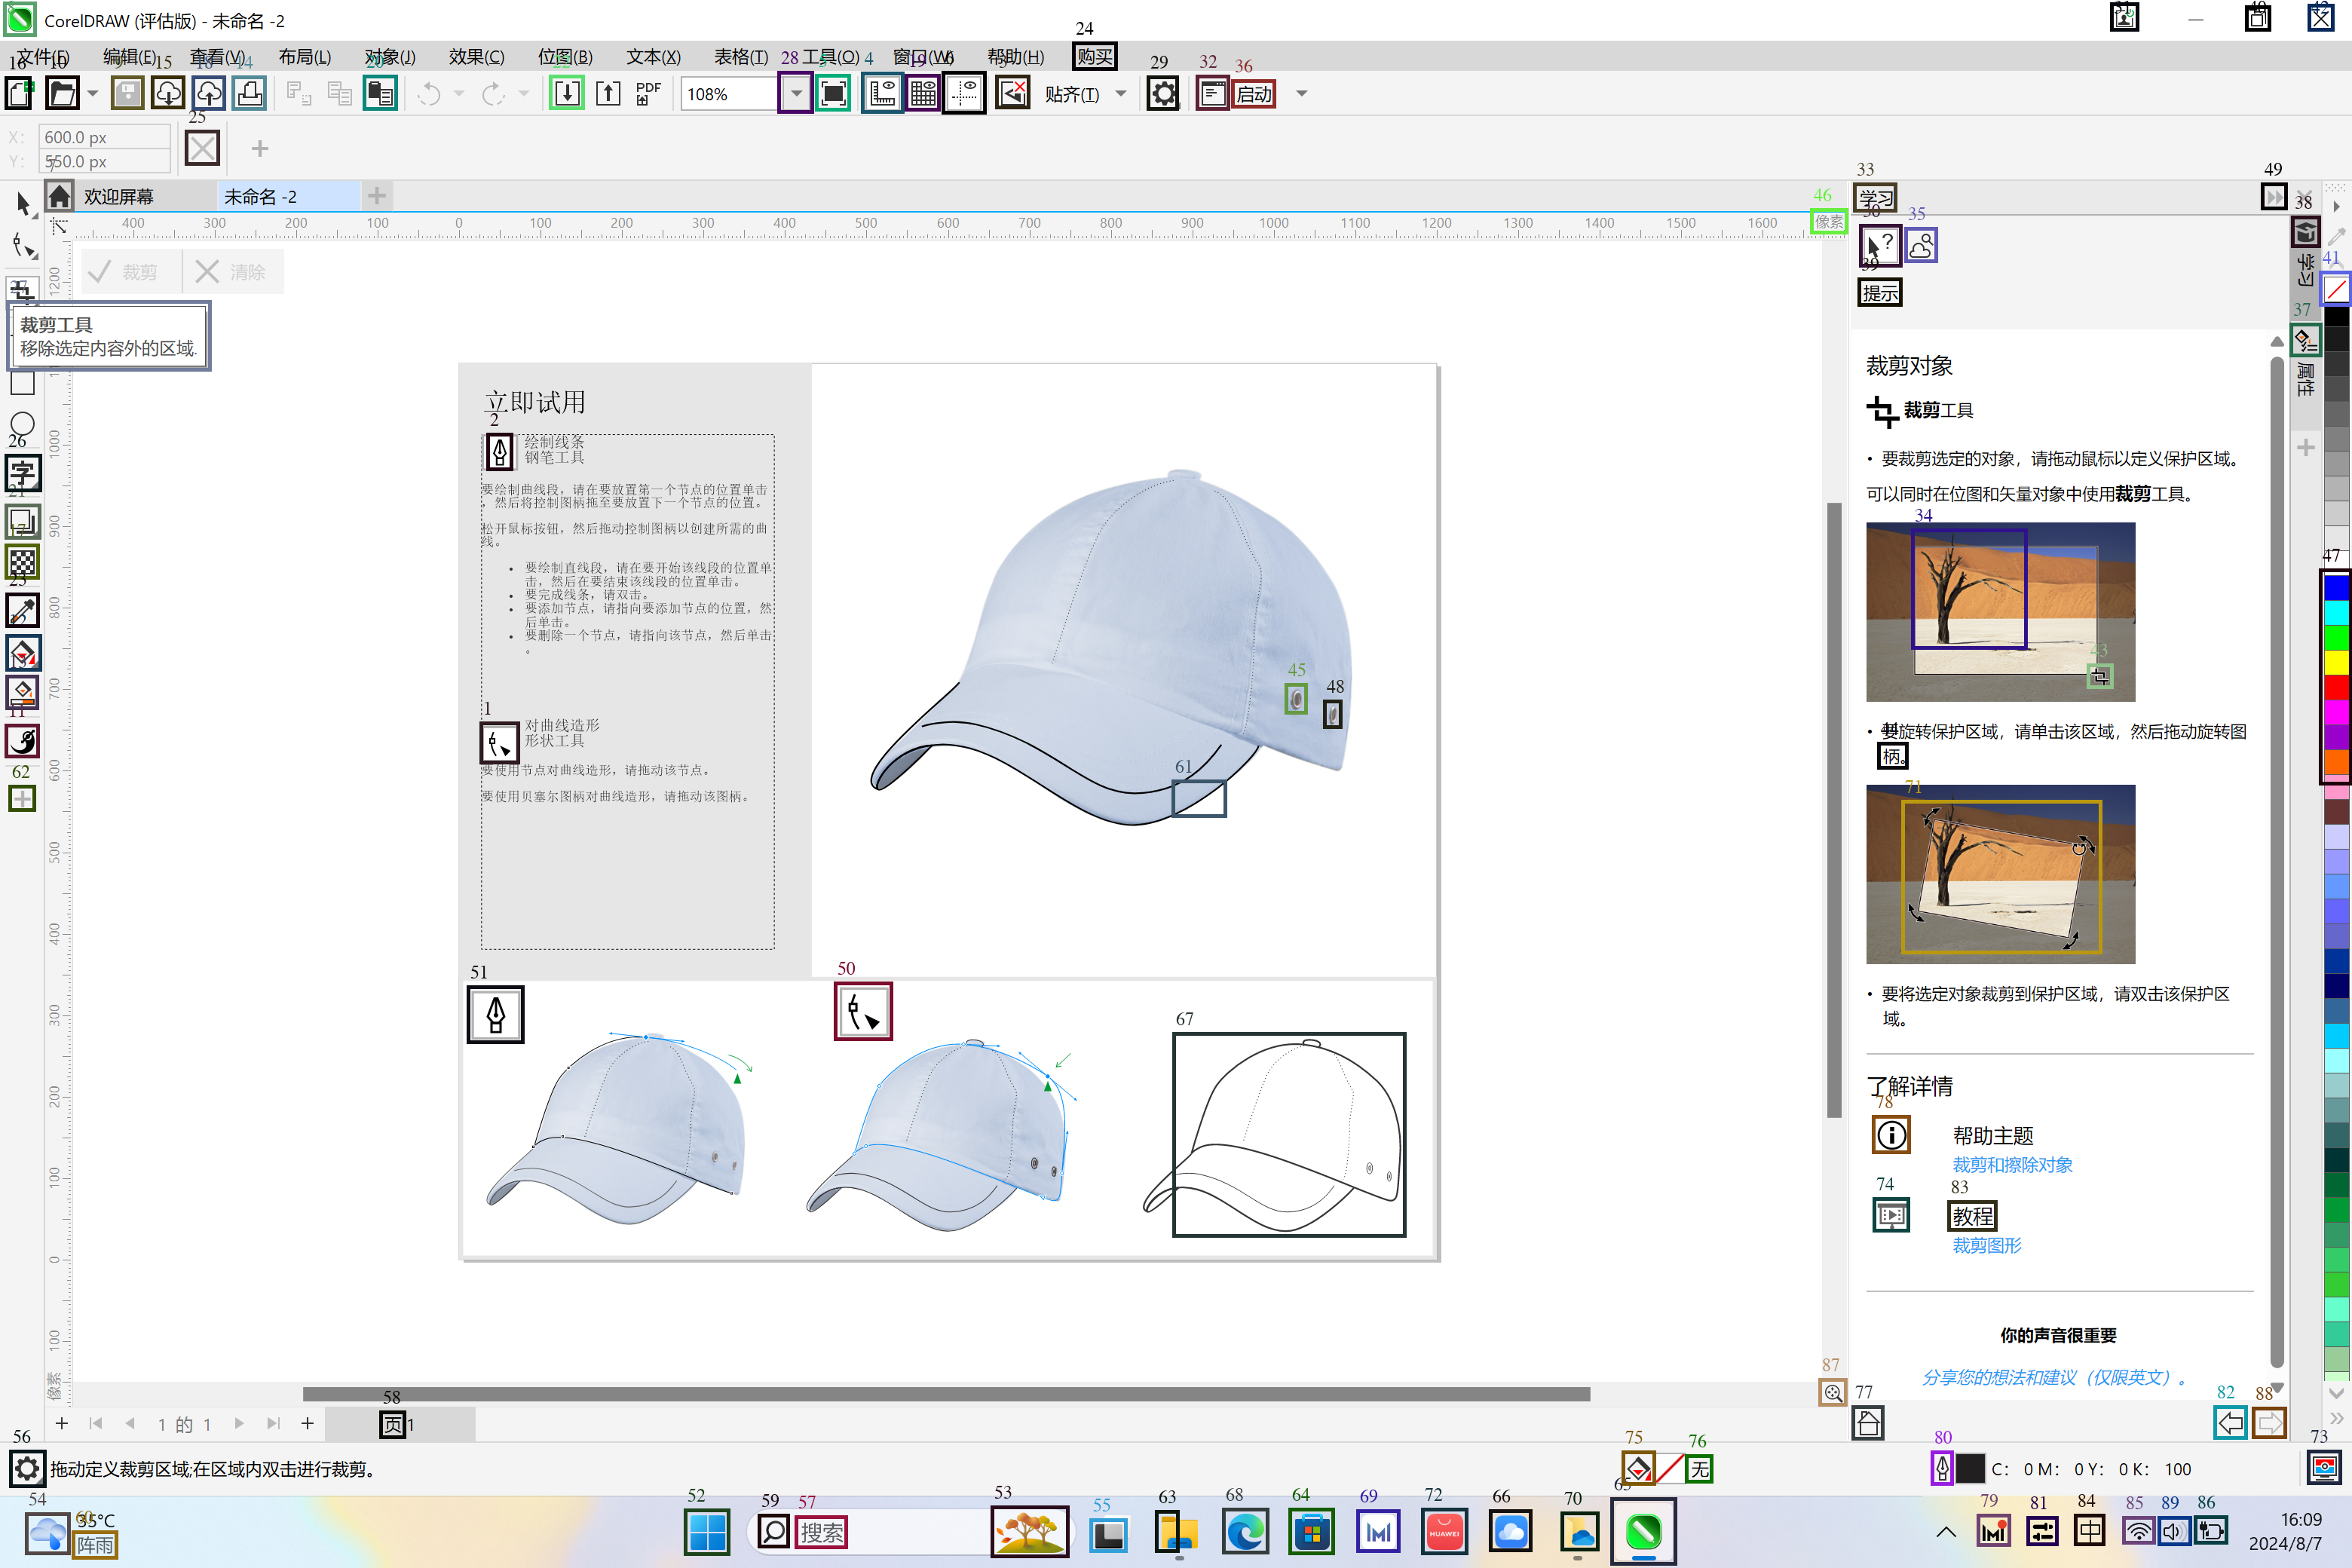 CorelDRAW (评估版) - 未命名 -2
文件(F) 编辑(E) 查看(V) 布局(L) 对象(J) 效果(C) 位图(B) 文本(X) 表格(T) 工具(O) 窗口(W) 帮助(H) 购买
108% 贴齐(T) 启动
PDF
X: 600.0 px
Y: 550.0 px
欢迎屏幕 未命名 -2
400 300 200 100 0 100 200 300 400 500 600 700 800 900 1000 1100 1200 1300 1400 1500 1600 像素
裁剪 清除
裁剪工具
移除选定内容外的区域.
1200
1000
900
800
700
600
500
400
300
200
100
0
100
像素
立即试用
绘制线条
钢笔工具
要绘制曲线段，请在要放置第一个节点的位置单击
，然后将控制图柄拖至要放置下一个节点的位置。
松开鼠标按钮，然后拖动控制图柄以创建所需的曲
线。
• 要绘制直线段，请在要开始该线段的位置单
击，然后在要结束该线段的位置单击。
• 要完成线条，请双击。
• 要添加节点，请指向要添加节点的位置，然
后单击。
• 要删除一个节点，请指向该节点，然后单击
。
对曲线造形
形状工具
要使用节点对曲线造形，请拖动该节点。
要使用贝塞尔图柄对曲线造形，请拖动该图柄。
字
学习
提示
裁剪对象
裁剪工具
• 要裁剪选定的对象，请拖动鼠标以定义保护区域。
可以同时在位图和矢量对象中使用裁剪工具。
• 要旋转保护区域，请单击该区域，然后拖动旋转图
柄。
• 要将选定对象裁剪到保护区域，请双击该保护区
域。
了解详情
帮助主题
裁剪和擦除对象
教程
裁剪图形
你的声音很重要
分享您的想法和建议（仅限英文）。
学习
属性
1 的 1 页1
拖动定义裁剪区域;在区域内双击进行裁剪。
无
C: 0 M: 0 Y: 0 K: 100
35°C
阵雨
搜索
HUAWEI
中
16:09
2024/8/7
24
28 4 19 6 29 32 36
25
33
49
46
35
38
41
37
2
26
34
47
43
45
48
1
62
61
71
51
50
67
78
74
83
87
58
56
77
82
88
75
76
80
73
54
52
59
57
53
55
63
68
64
69
72
66
70
79
81
84
85
89
86